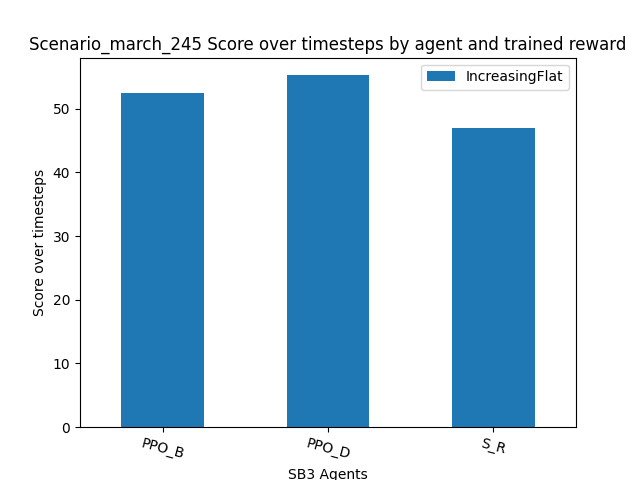 Scenario_march_245 Score over timesteps by agent and trained reward
IncreasingFlat
Score over timesteps
50
40
30
20
10
0
PPO_B
PPO_D
S_R
SB3 Agents